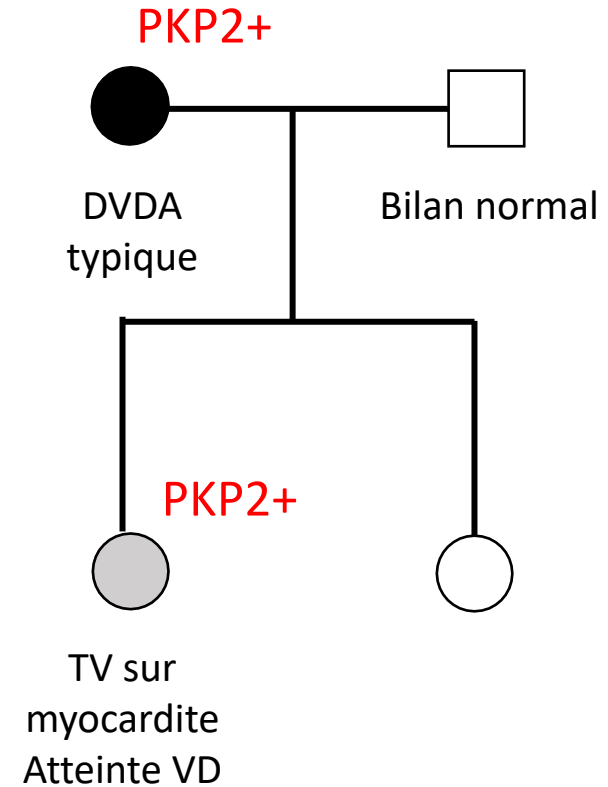 PKP2+
DVDA
typique
Bilan normal
PKP2+
TV sur
myocardite
Atteinte VD